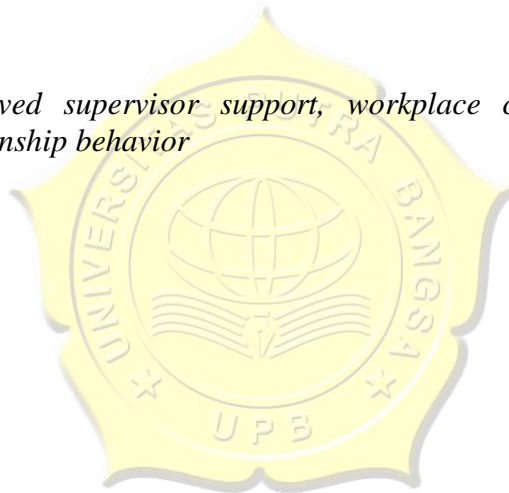 ved supervisor support, workplace
nship behavior
UNIVERSITAS PUTRA BANGSA
UPB